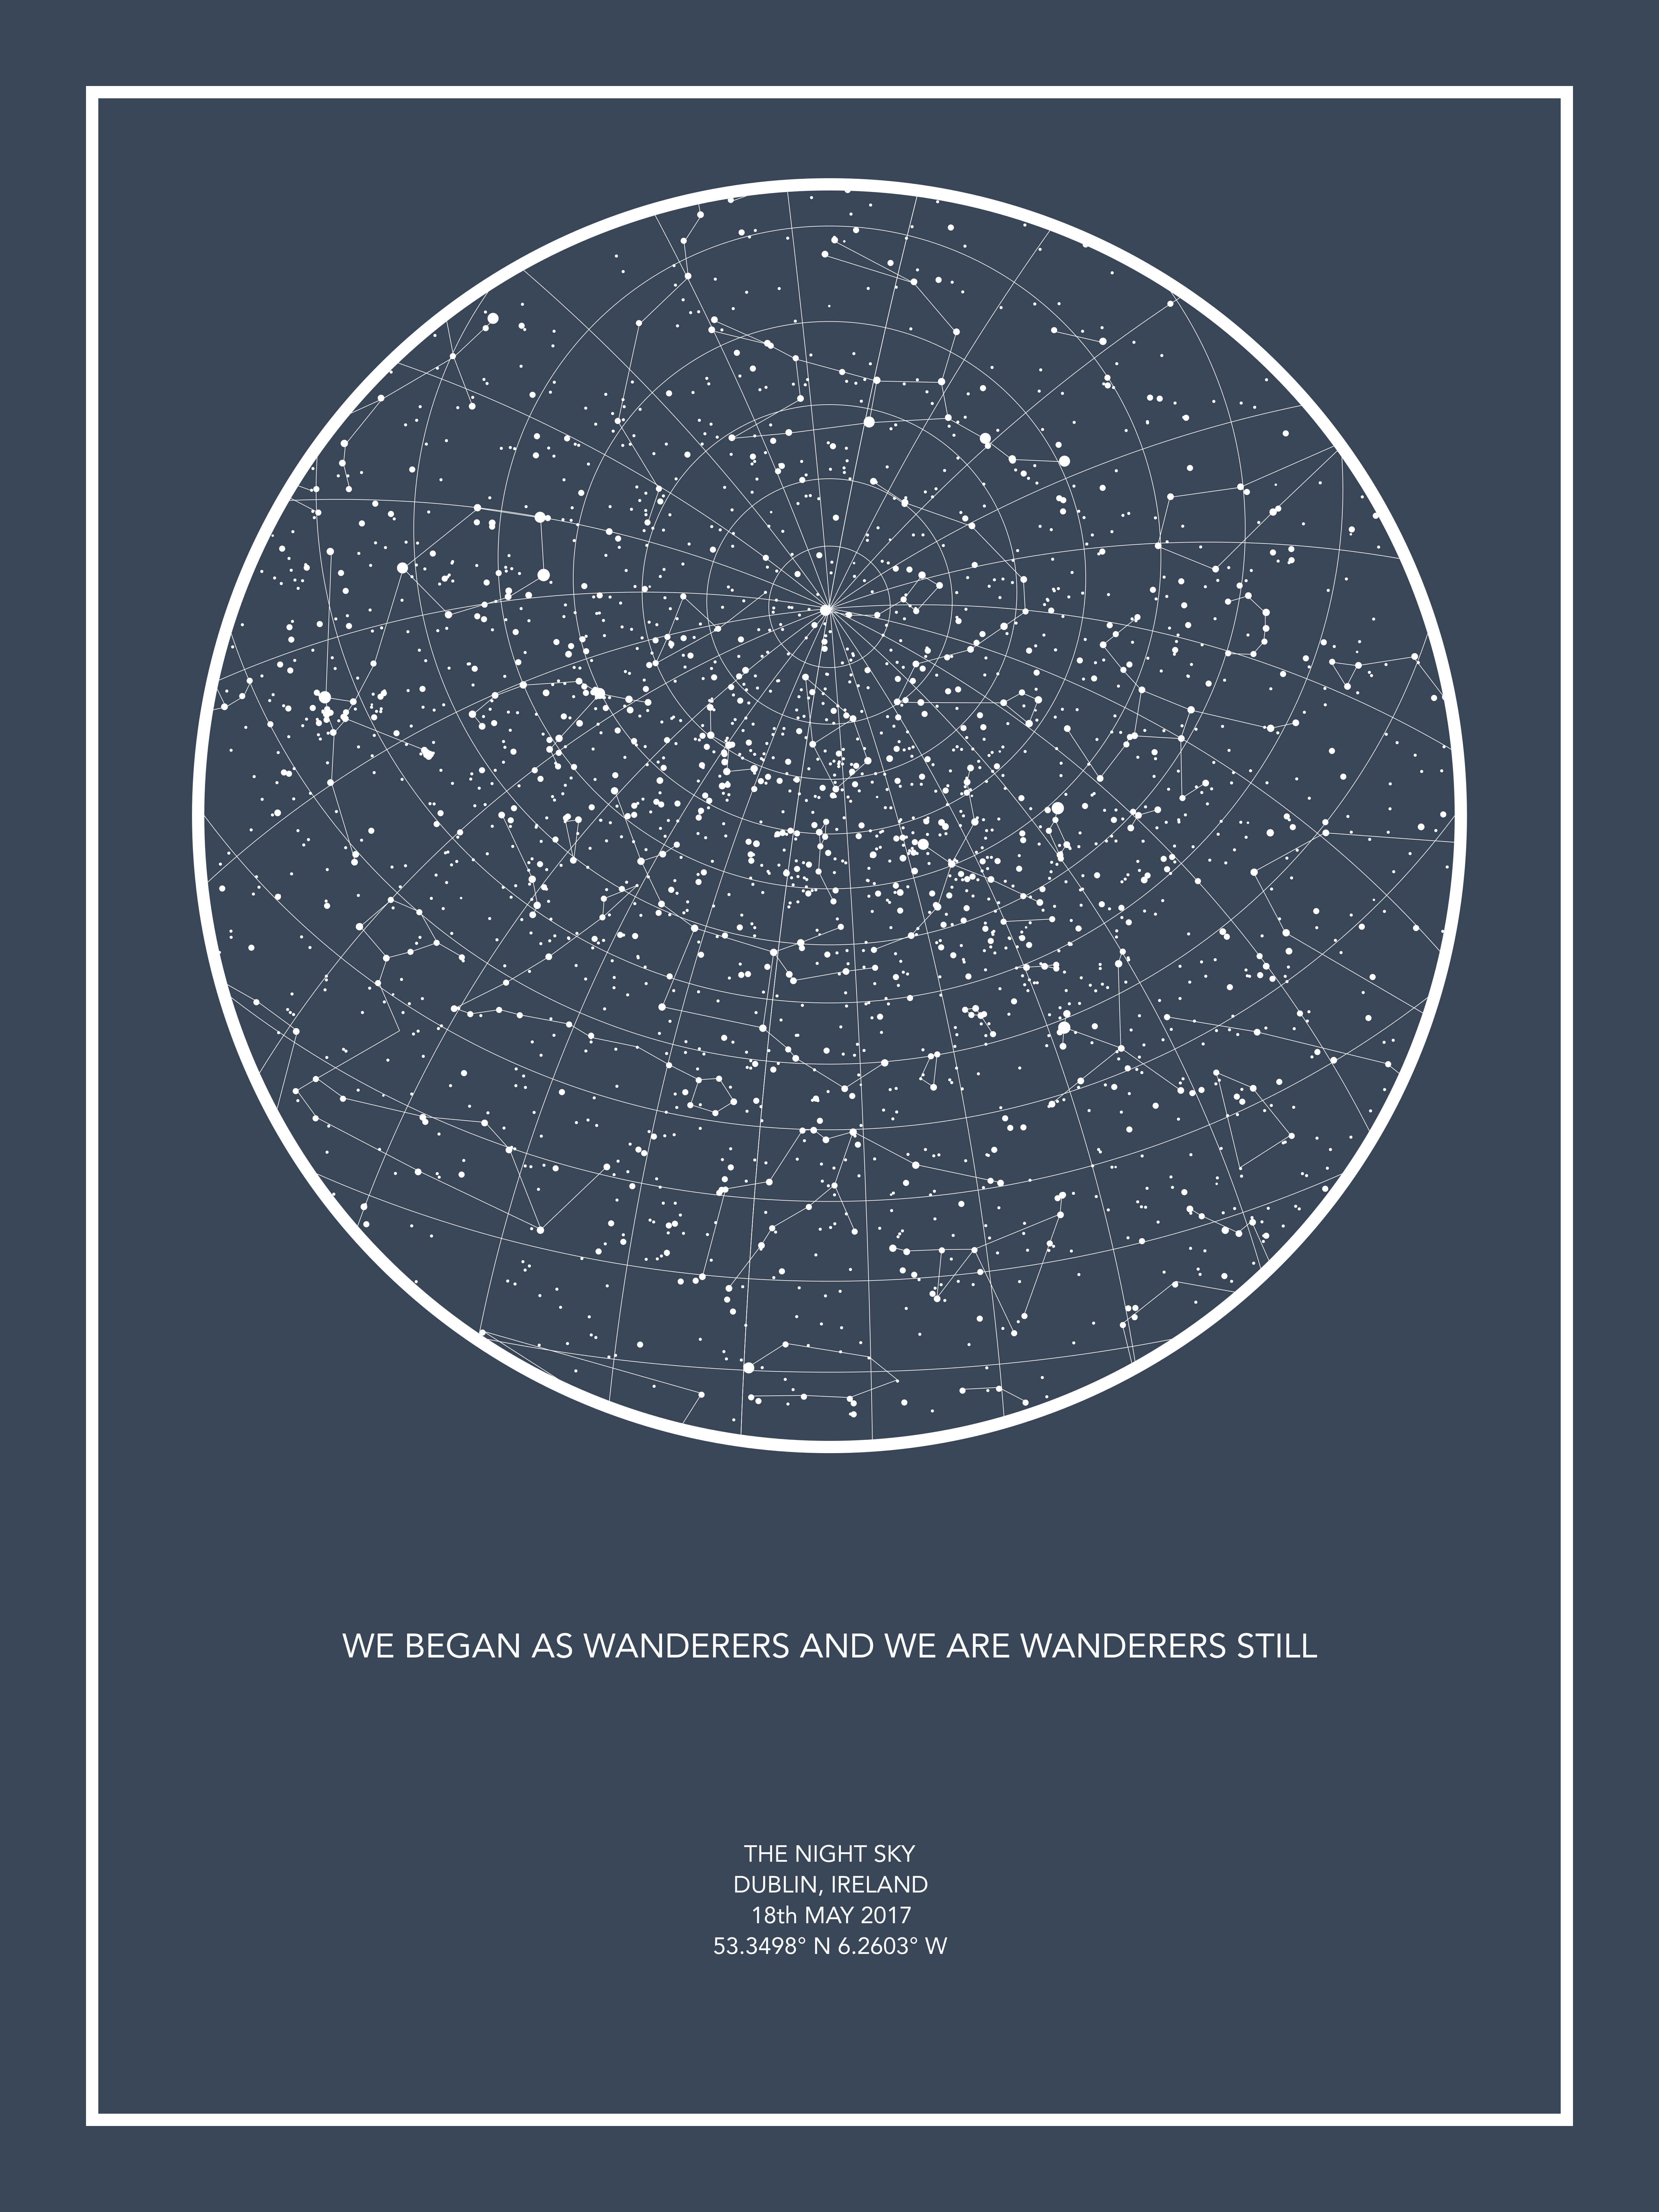 WE BEGAN AS WANDERERS AND WE ARE WANDERERS STILL
THE NIGHT SKY
DUBLIN, IRELAND
18th MAY 2017
53.3498° N 6.2603° W